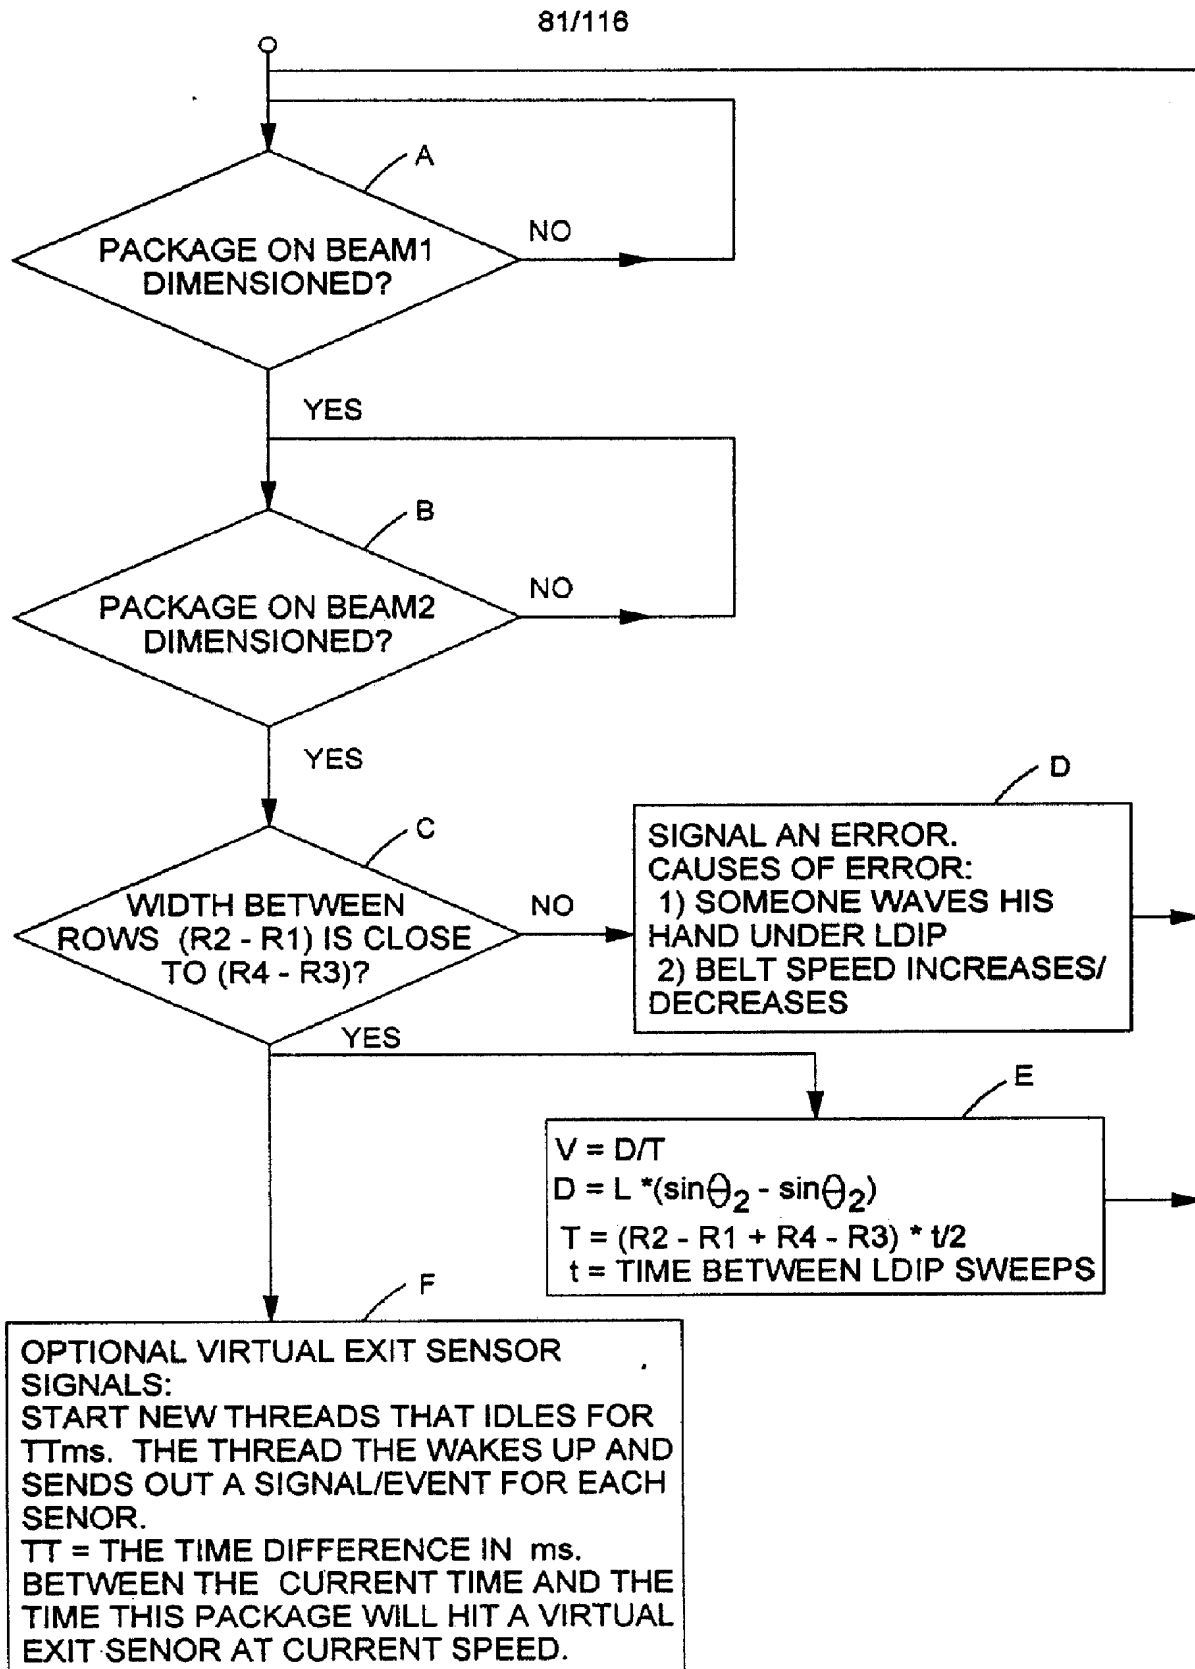 81/116
A
PACKAGE ON BEAM1
DIMENSIONED?
NO
YES
B
PACKAGE ON BEAM2
DIMENSIONED?
NO
YES
C
WIDTH BETWEEN
ROWS (R2 - R1) IS CLOSE
TO (R4 - R3)?
NO
D
SIGNAL AN ERROR.
CAUSES OF ERROR:
1) SOMEONE WAVES HIS
HAND UNDER LDIP
2) BELT SPEED INCREASES/
DECREASES
YES
E
V = D/T
D = L *(sinθ2 - sinθ2)
T = (R2 - R1 + R4 - R3) * t/2
t = TIME BETWEEN LDIP SWEEPS
F
OPTIONAL VIRTUAL EXIT SENSOR
SIGNALS:
START NEW THREADS THAT IDLES FOR
TTms. THE THREAD THE WAKES UP AND
SENDS OUT A SIGNAL/EVENT FOR EACH
SENOR.
TT = THE TIME DIFFERENCE IN ms.
BETWEEN THE CURRENT TIME AND THE
TIME THIS PACKAGE WILL HIT A VIRTUAL
EXIT SENOR AT CURRENT SPEED.